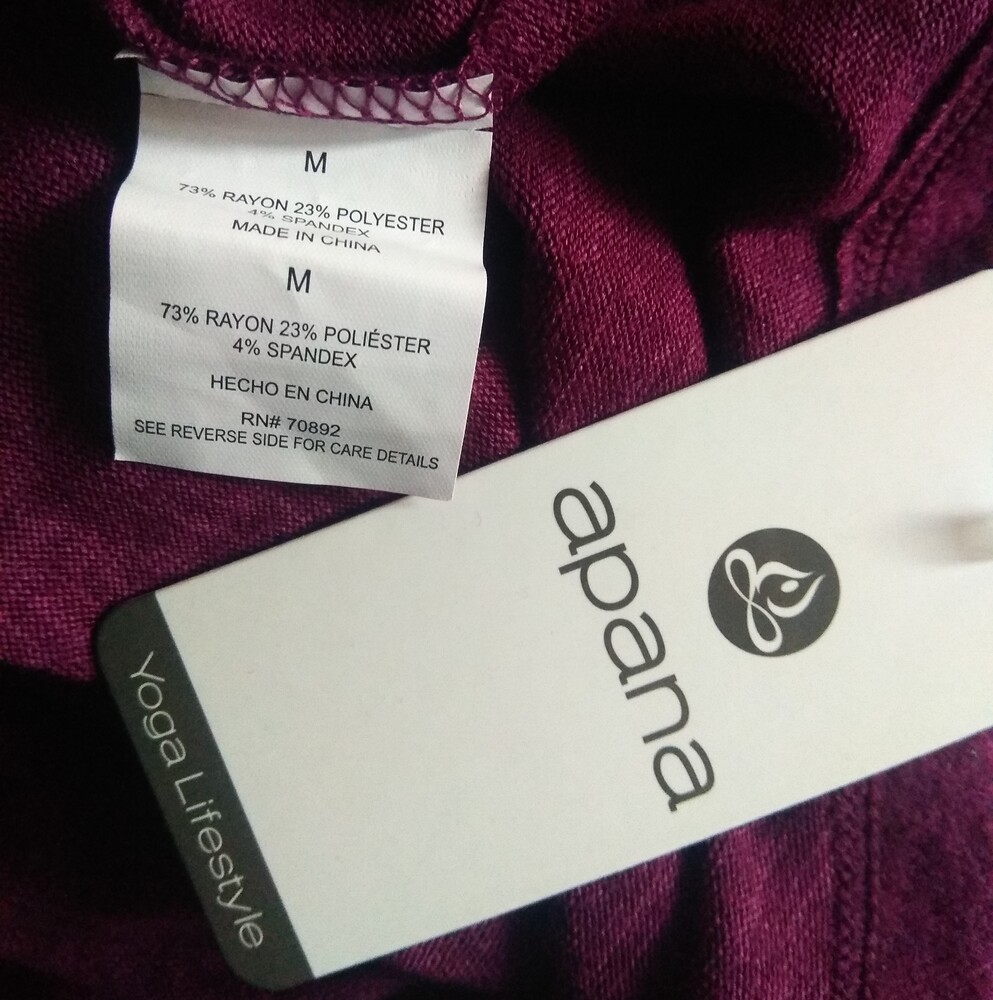 M
73% RAYON 23% POLYESTER
4% SPANDEX
MADE IN CHINA
M
73% RAYON 23% POLIÉSTER
4% SPANDEX
HECHO EN CHINA
RN# 70892
SEE REVERSE SIDE FOR CARE DETAILS
apana
Yoga Lifestyle